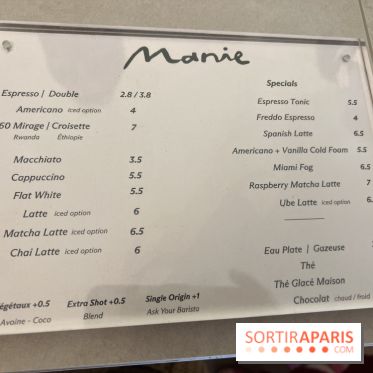 Manie
Espresso | Double 2.8 / 3.8
Americano iced option 4
60 Mirage / Croisette 7
Rwanda Éthiopie
Macchiato 3.5
Cappuccino 5.5
Flat White 5.5
Latte iced option 6
Matcha Latte iced option 6.5
Chai Latte iced option 6
égétaux +0.5
Avoine - Coco
Extra Shot +0.5
Blend
Single Origin +1
Ask Your Barista
Specials
Espresso Tonic 5.5
Freddo Espresso 4
Spanish Latte 6.5
Americano + Vanilla Cold Foam 5.5
Miami Fog 6.5
Raspberry Matcha Latte 7
Ube Latte iced option 6.
Eau Plate | Gazeuse
Thé
Thé Glacé Maison
Chocolat chaud / froid
SORTIRAPARIS
.COM